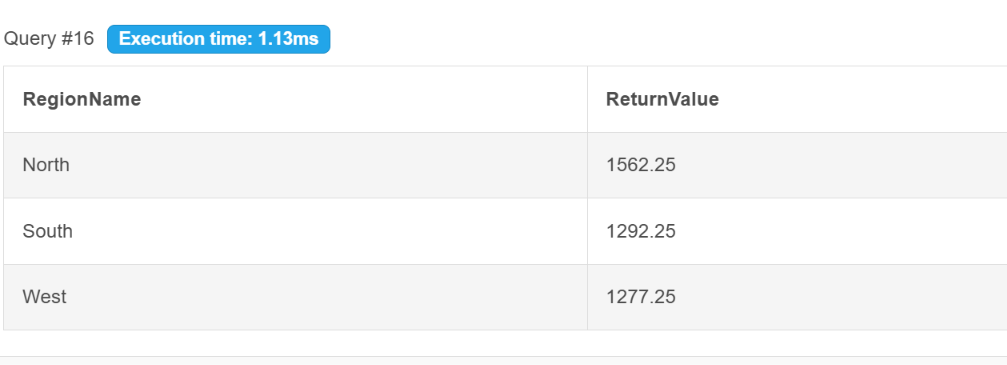 Query #16 Execution time: 1.13ms
RegionName ReturnValue
North 1562.25
South 1292.25
West 1277.25